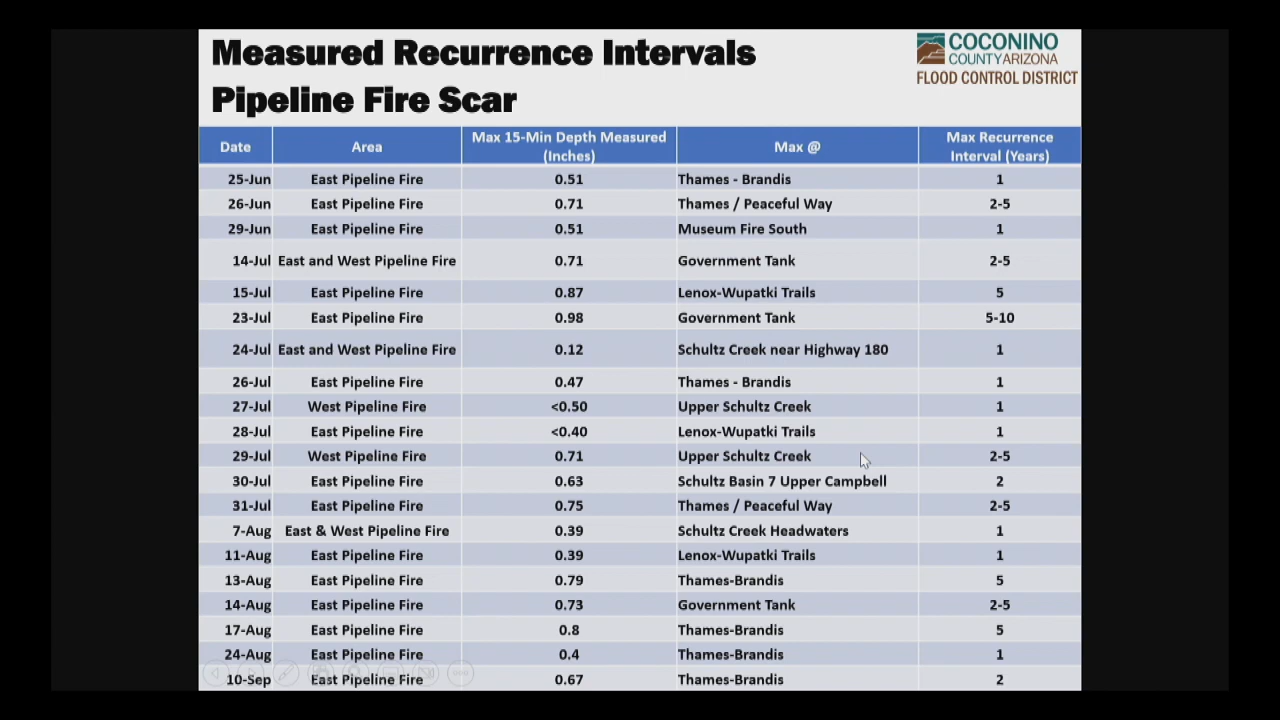 Measured Recurrence Intervals
Pipeline Fire Scar
COCONINO
COUNTY ARIZONA
FLOOD CONTROL DISTRICT
Date Area Max 15-Min Depth Measured (Inches) Max @ Max Recurrence Interval (Years)
25-Jun East Pipeline Fire 0.51 Thames - Brandis 1
26-Jun East Pipeline Fire 0.71 Thames / Peaceful Way 2-5
29-Jun East Pipeline Fire 0.51 Museum Fire South 1
14-Jul East and West Pipeline Fire 0.71 Government Tank 2-5
15-Jul East Pipeline Fire 0.87 Lenox-Wupatki Trails 5
23-Jul East Pipeline Fire 0.98 Government Tank 5-10
24-Jul East and West Pipeline Fire 0.12 Schultz Creek near Highway 180 1
26-Jul East Pipeline Fire 0.47 Thames - Brandis 1
27-Jul West Pipeline Fire <0.50 Upper Schultz Creek 1
28-Jul East Pipeline Fire <0.40 Lenox-Wupatki Trails 1
29-Jul West Pipeline Fire 0.71 Upper Schultz Creek 2-5
30-Jul East Pipeline Fire 0.63 Schultz Basin 7 Upper Campbell 2
31-Jul East Pipeline Fire 0.75 Thames / Peaceful Way 2-5
7-Aug East & West Pipeline Fire 0.39 Schultz Creek Headwaters 1
11-Aug East Pipeline Fire 0.39 Lenox-Wupatki Trails 1
13-Aug East Pipeline Fire 0.79 Thames-Brandis 5
14-Aug East Pipeline Fire 0.73 Government Tank 2-5
17-Aug East Pipeline Fire 0.8 Thames-Brandis 5
24-Aug East Pipeline Fire 0.4 Thames-Brandis 1
10-Sep East Pipeline Fire 0.67 Thames-Brandis 2